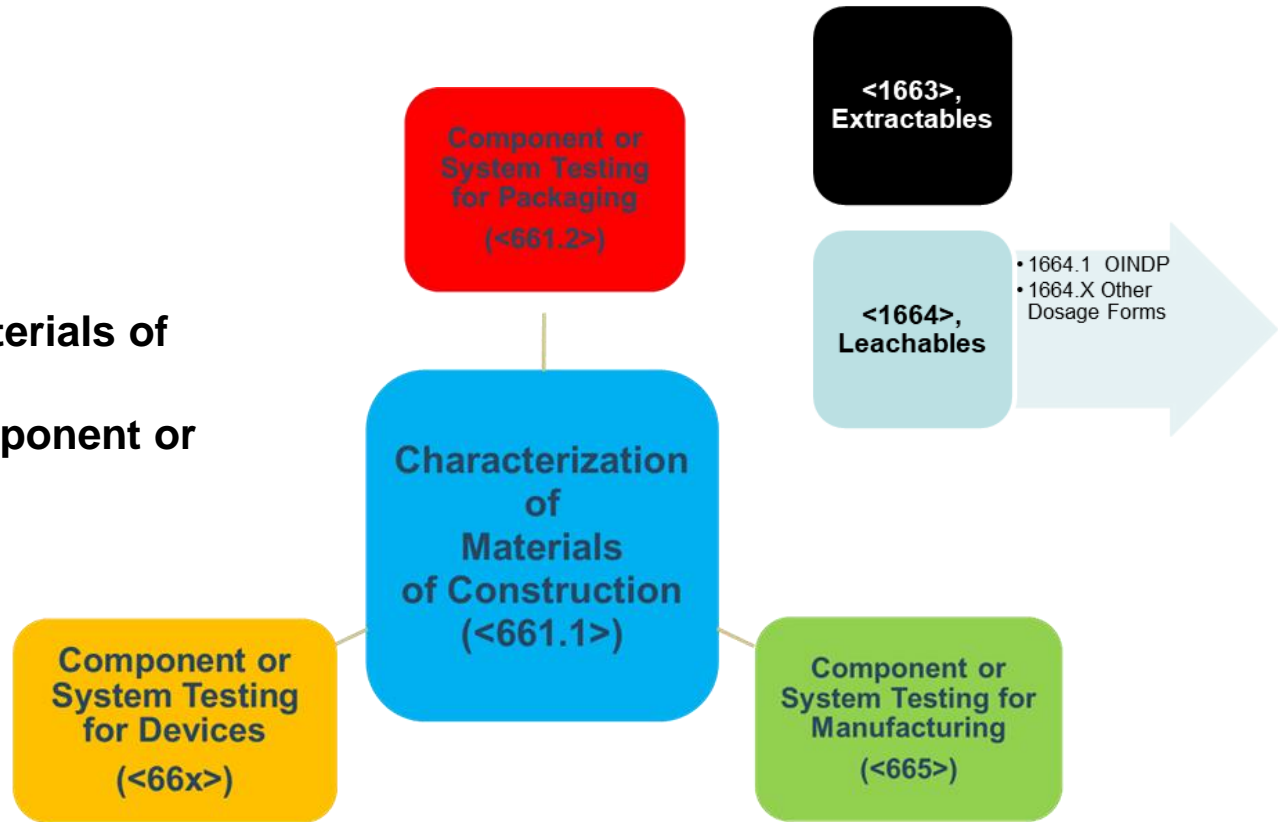 <1663>,
Extractables
Component or
System Testing
for Packaging
(<661.2>)
<1664>,
Leachables
• 1664.1 OINDP
• 1664.X Other
Dosage Forms
terials of
ponent or
Characterization
of
Materials
of Construction
(<661.1>)
Component or
System Testing
for Devices
(<66x>)
Component or
System Testing for
Manufacturing
(<665>)